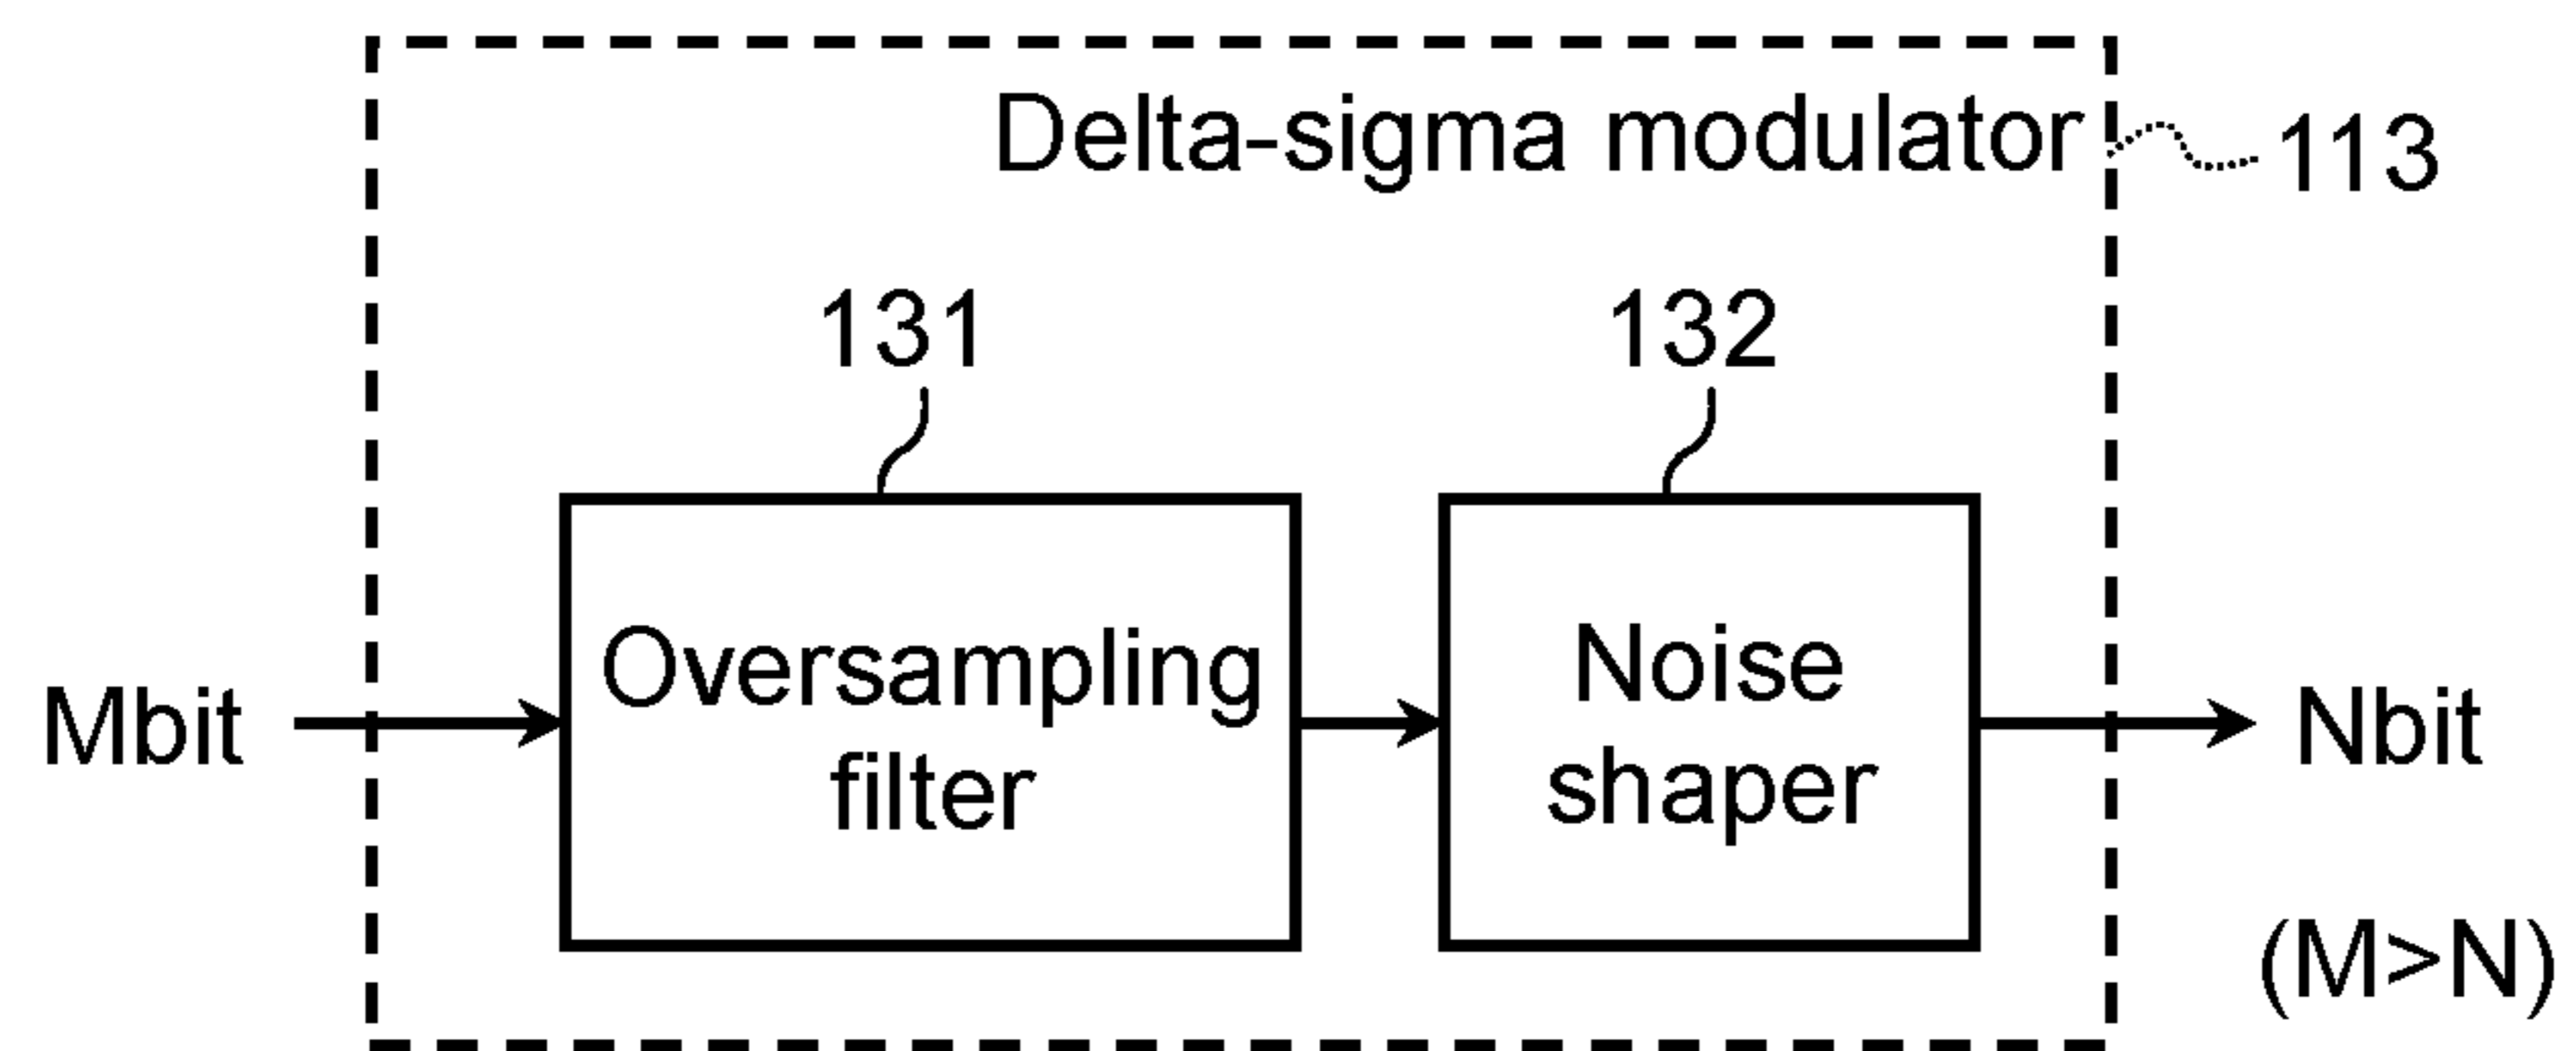 Delta-sigma modulator
113
131
132
Oversampling
filter
Noise
shaper
Mbit
Nbit
(M>N)